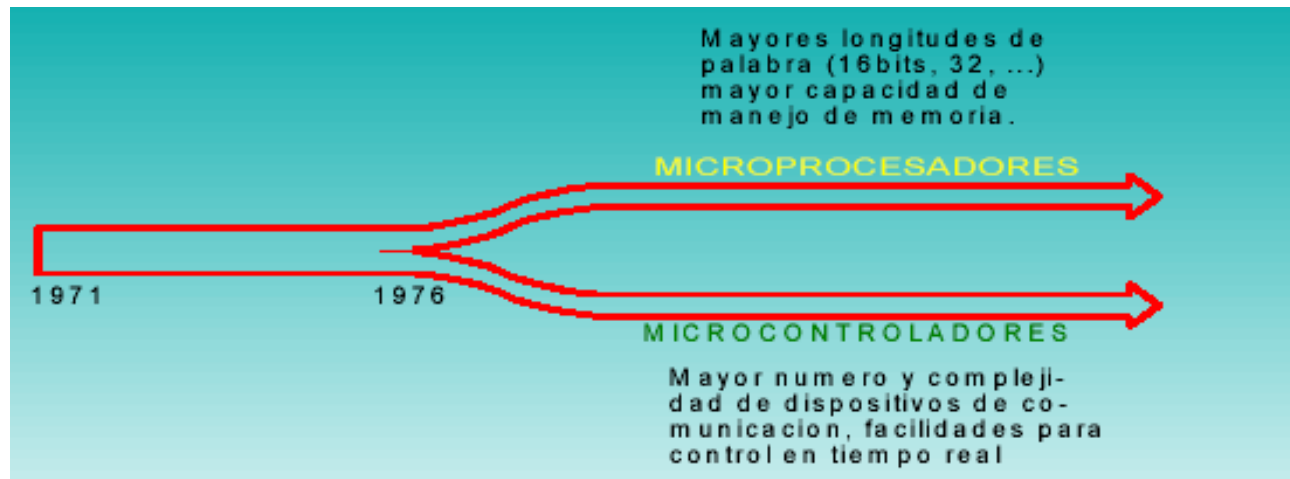 Mayores longitudes de
palabra (16bits, 32, ...)
mayor capacidad de
manejo de memoria.
MICROPROCESADORES
1971
1976
MICROCONTROLADORES
Mayor numero y compleji-
dad de dispositivos de co-
municacion, facilidades para
control en tiempo real